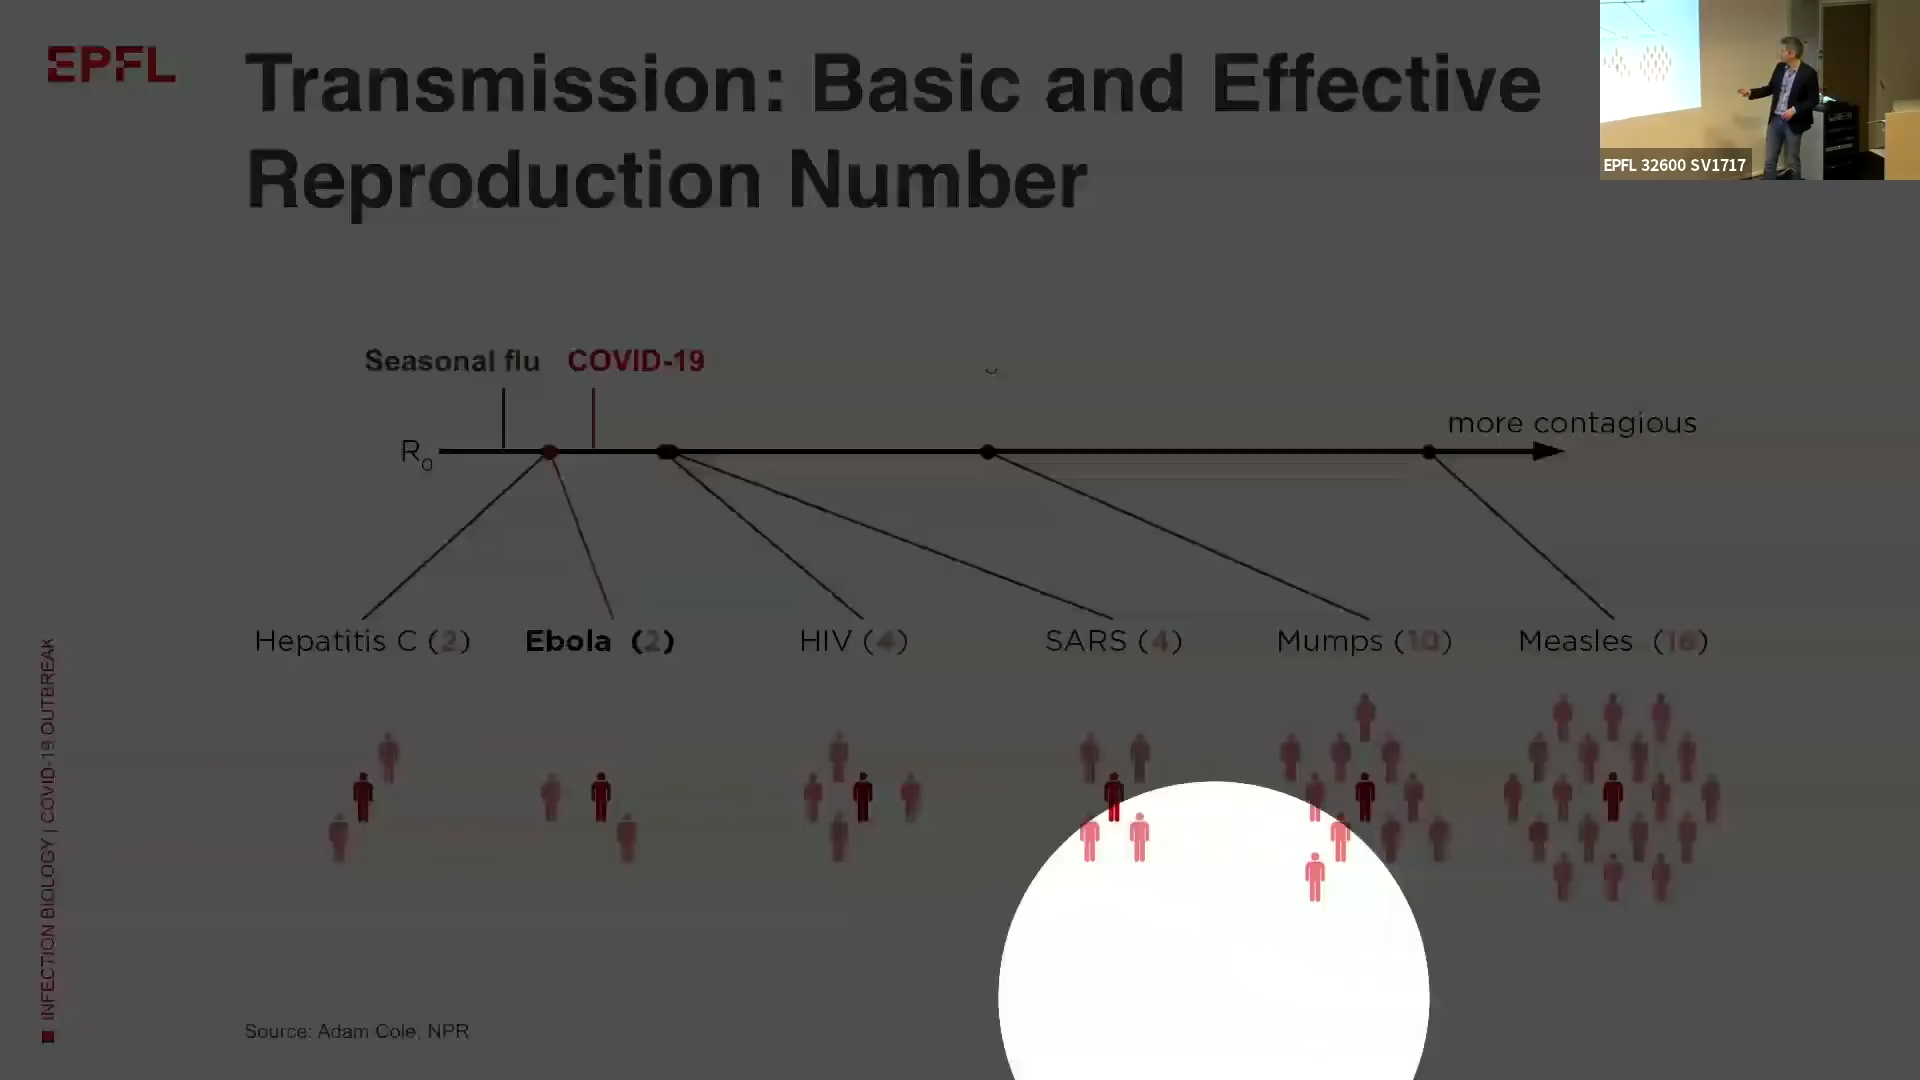 EPFL
Transmission: Basic and Effective
Reproduction Number
EPFL 32600 SV1717
Seasonal flu COVID-19
more contagious
R0
Hepatitis C (2) Ebola (2) HIV (4) SARS (4) Mumps (10) Measles (18)
INFECTION BIOLOGY | COVID-19 OUTBREAK
Source: Adam Cole, NPR